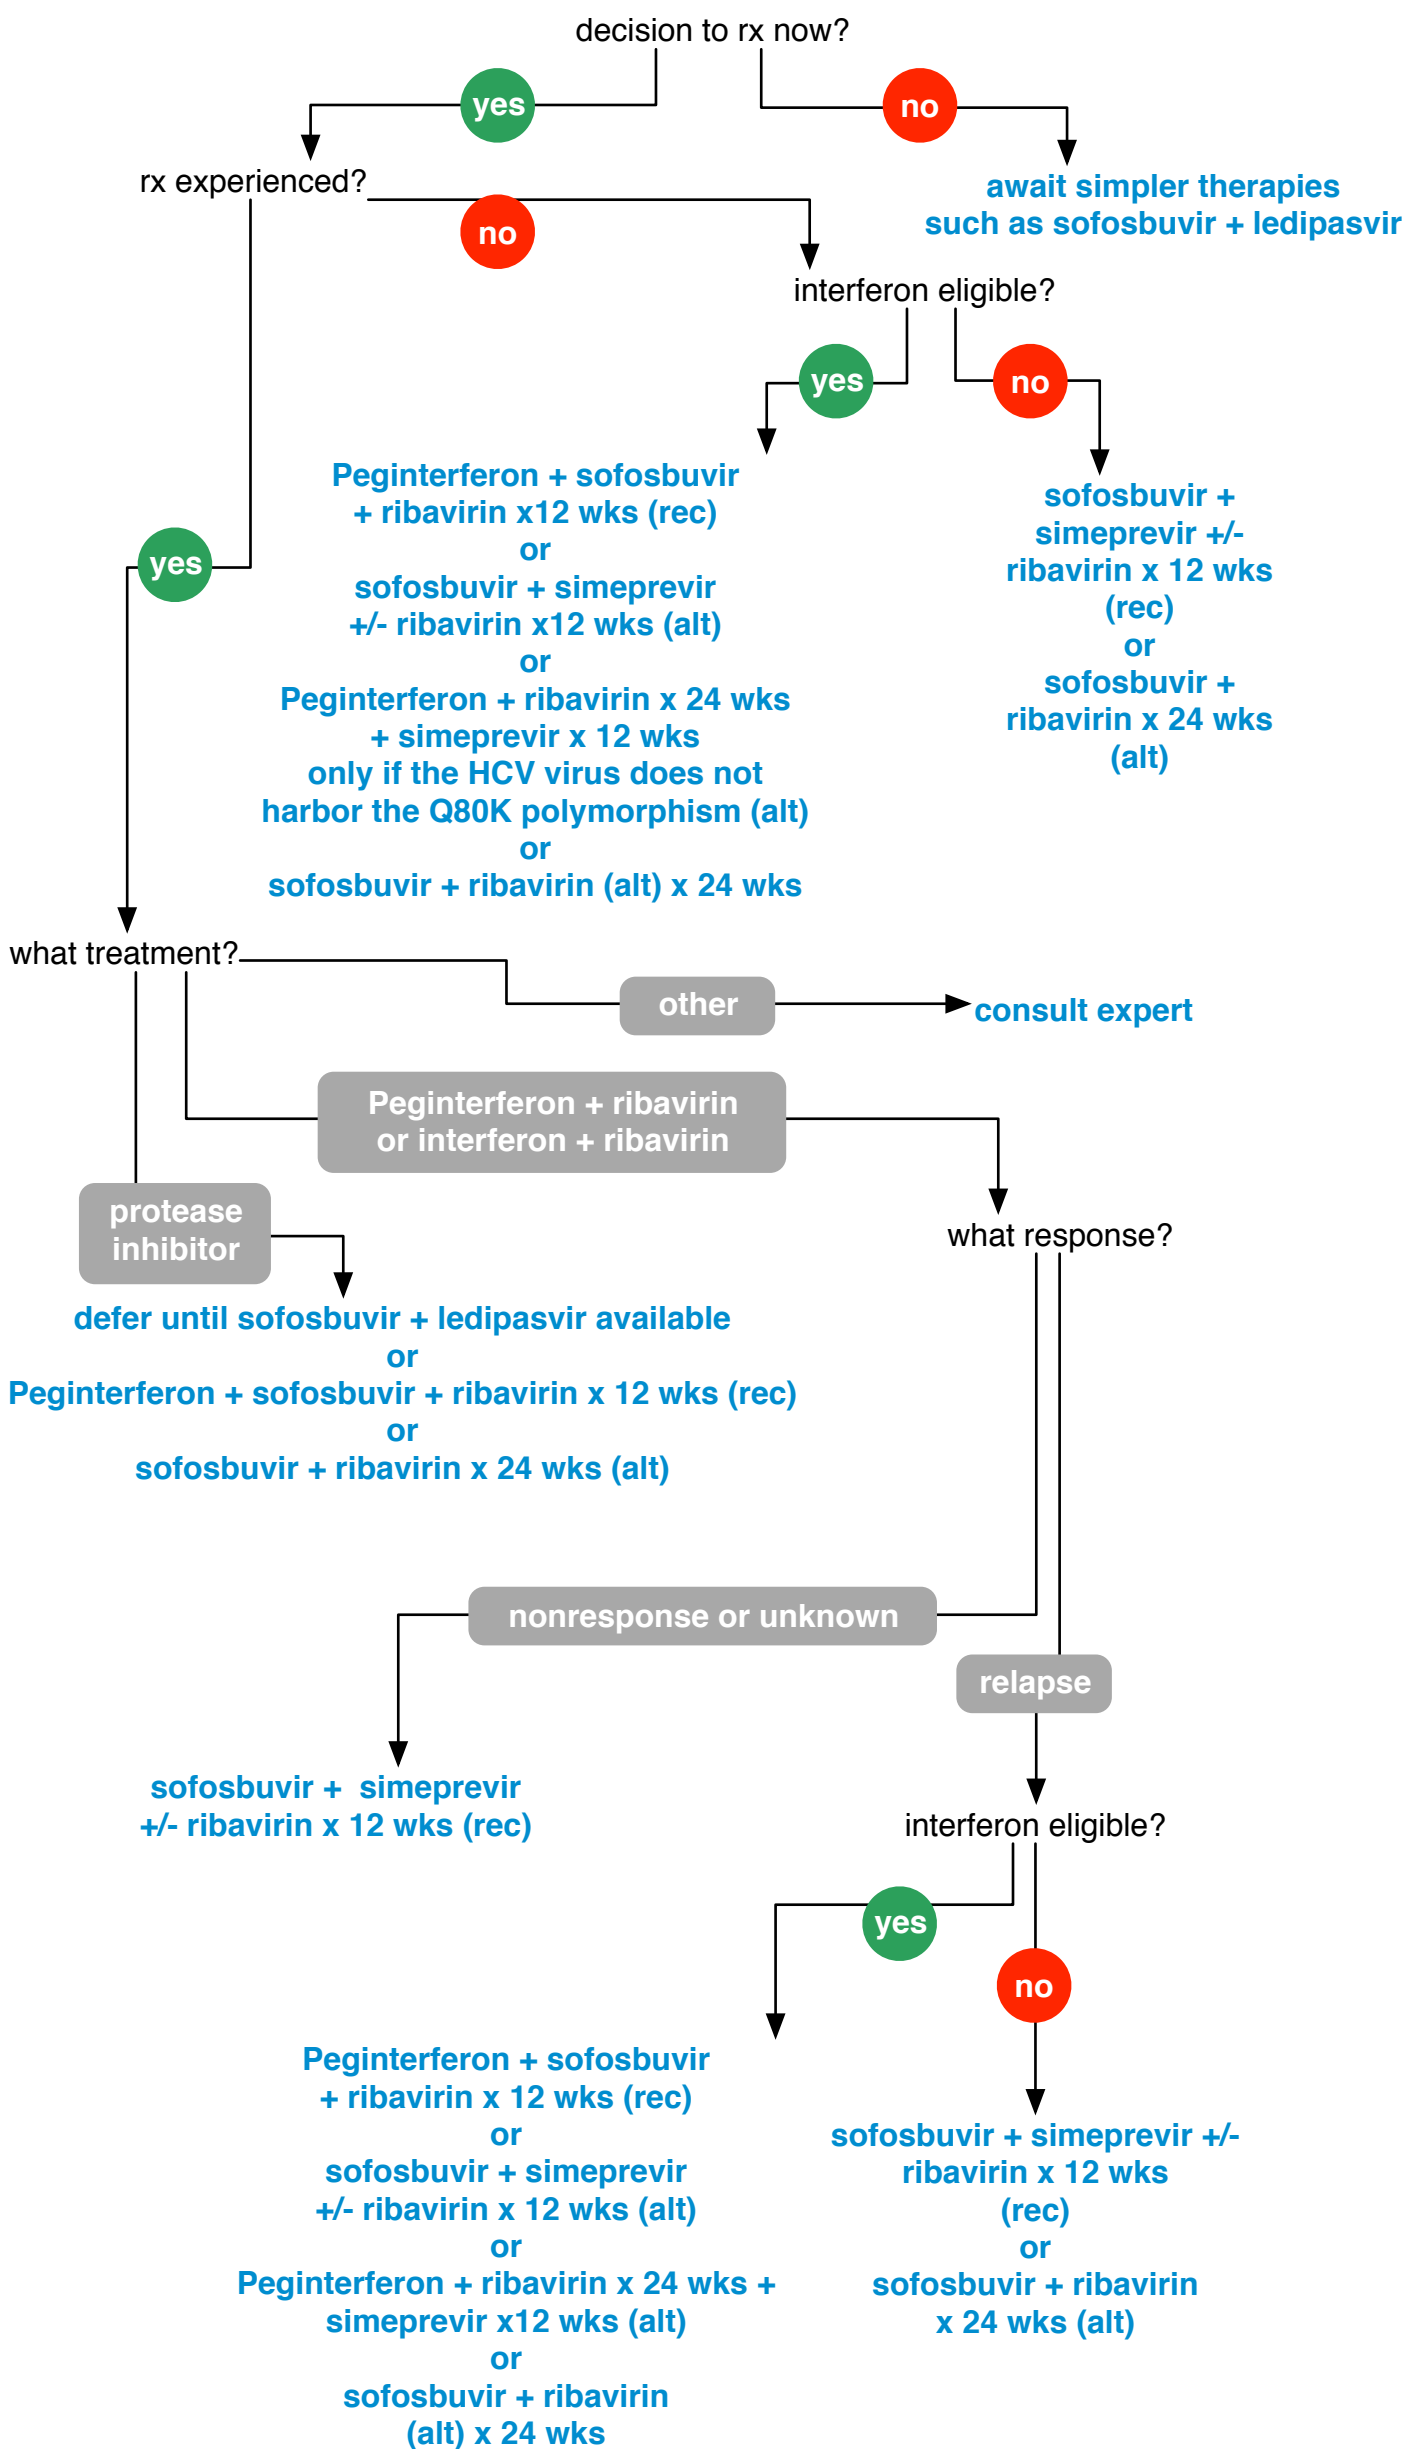 decision to rx now?
yes
no
rx experienced?
no
await simpler therapies
such as sofosbuvir + ledipasvir
interferon eligible?
yes
no
Peginterferon + sofosbuvir
+ ribavirin x12 wks (rec)
or
sofosbuvir + simeprevir
+/- ribavirin x12 wks (alt)
or
Peginterferon + ribavirin x 24 wks
+ simeprevir x 12 wks
only if the HCV virus does not
harbor the Q80K polymorphism (alt)
or
sofosbuvir + ribavirin (alt) x 24 wks
sofosbuvir +
simeprevir +/-
ribavirin x 12 wks
(rec)
or
sofosbuvir +
ribavirin x 24 wks
(alt)
yes
what treatment?
other
consult expert
Peginterferon + ribavirin
or interferon + ribavirin
protease
inhibitor
what response?
defer until sofosbuvir + ledipasvir available
or
Peginterferon + sofosbuvir + ribavirin x 12 wks (rec)
or
sofosbuvir + ribavirin x 24 wks (alt)
nonresponse or unknown
relapse
sofosbuvir +  simeprevir
+/- ribavirin x 12 wks (rec)
interferon eligible?
yes
no
Peginterferon + sofosbuvir
+ ribavirin x 12 wks (rec)
or
sofosbuvir + simeprevir
+/- ribavirin x 12 wks (alt)
or
Peginterferon + ribavirin x 24 wks +
simeprevir x12 wks (alt)
or
sofosbuvir + ribavirin
(alt) x 24 wks
sofosbuvir + simeprevir +/-
ribavirin x 12 wks
(rec)
or
sofosbuvir + ribavirin
x 24 wks (alt)